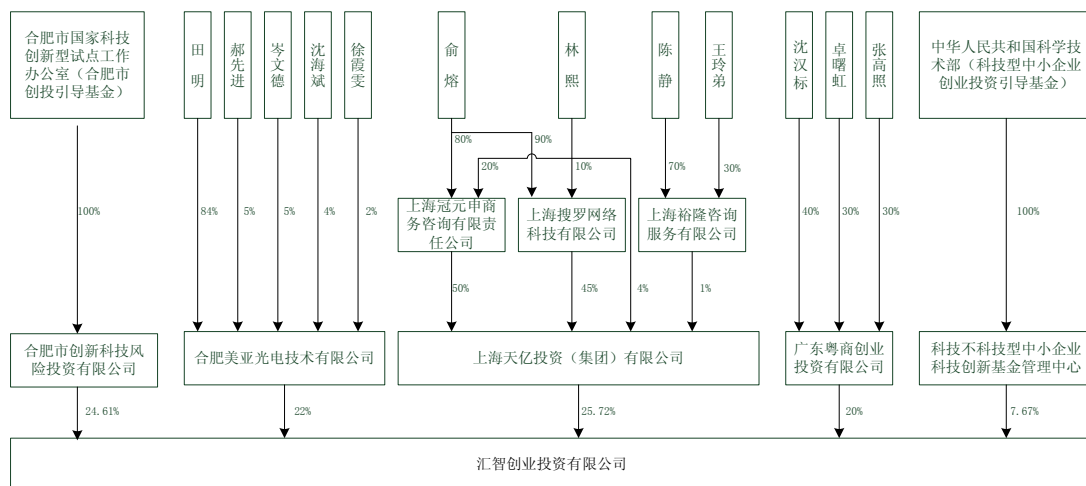 合肥市国家科技
创新型试点工作
办公室（合肥市
创投引导基金）
田明
郝先进
岑文德
沈海斌
徐霞雯
俞熔
林熙
陈静
王玲弟
沈汉标
卓曙虹
张高照
中华人民共和国科学技
术部（科技型中小企业
创业投资引导基金）
80%
90%
20%
10%
70%
30%
100%
84%
5%
5%
4%
2%
上海冠元申商
务咨询有限责
任公司
上海搜罗网络
科技有限公司
上海裕隆咨询
服务有限公司
40%
30%
30%
100%
50%
45%
4%
1%
合肥市创新科技风
险投资有限公司
合肥美亚光电技术有限公司
上海天亿投资（集团）有限公司
广东粤商创业
投资有限公司
科技不科技型中小企业
科技创新基金管理中心
24.61%
22%
25.72%
20%
7.67%
汇智创业投资有限公司